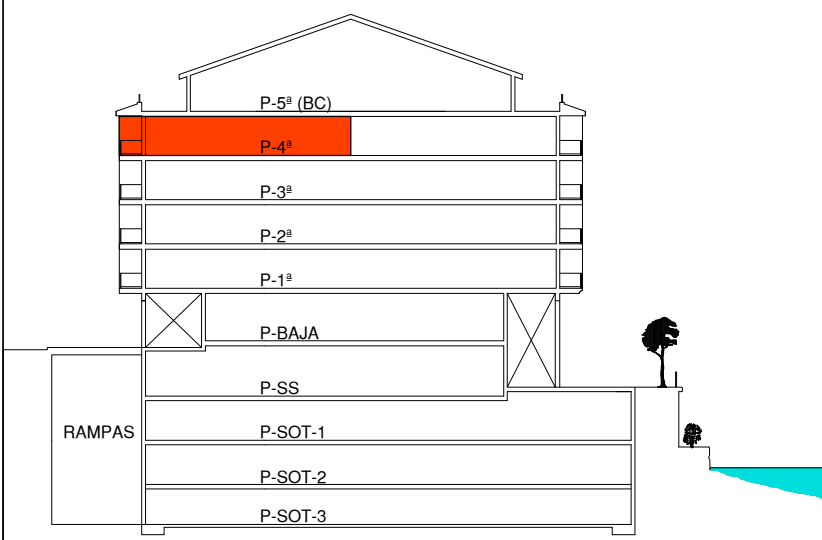 P-5ª (BC)
P-4ª
P-3ª
P-2ª
P-1ª
P-BAJA
P-SS
RAMPAS
P-SOT-1
P-SOT-2
P-SOT-3